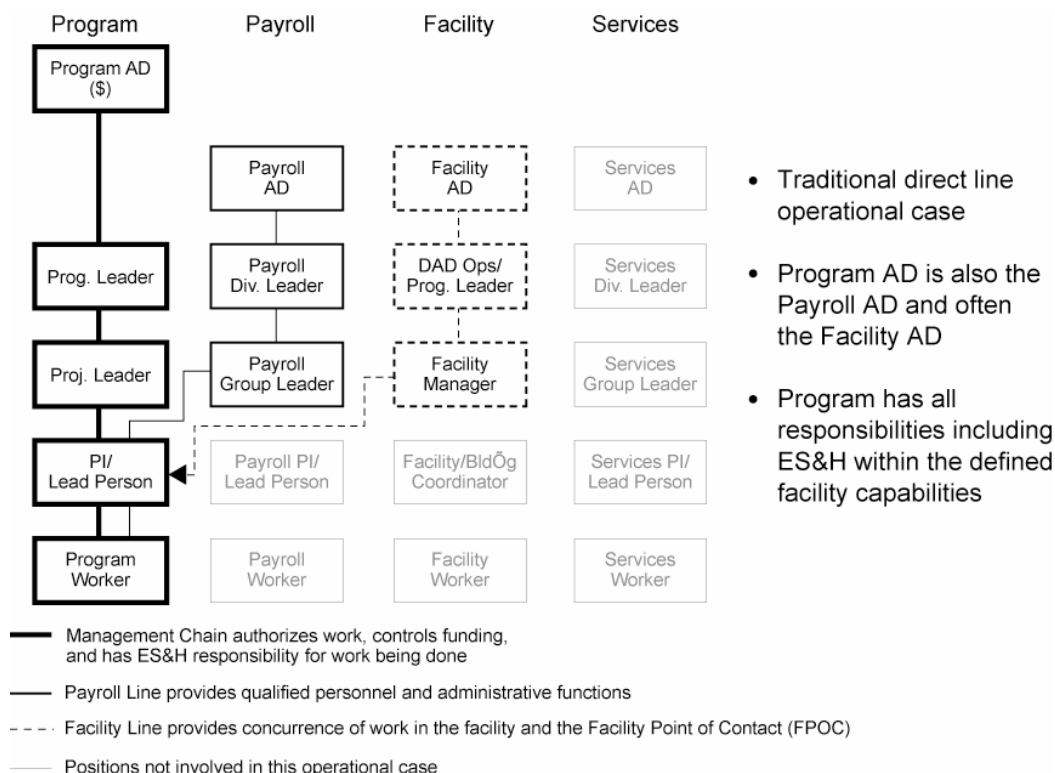 Program Payroll Facility Services
Program AD
($)
Payroll
AD
Facility
AD
Services
AD
Prog. Leader
Payroll
Div. Leader
DAD Ops/
Prog. Leader
Services
Div. Leader
Proj. Leader
Payroll
Group Leader
Facility
Manager
Services
Group Leader
PI/
Lead Person
Payroll PI/
Lead Person
Facility/BldÕg
Coordinator
Services PI/
Lead Person
Program
Worker
Payroll
Worker
Facility
Worker
Services
Worker
• Traditional direct line
operational case
• Program AD is also the
Payroll AD and often
the Facility AD
• Program has all
responsibilities including
ES&H within the defined
facility capabilities
Management Chain authorizes work, controls funding,
and has ES&H responsibility for work being done
Payroll Line provides qualified personnel and administrative functions
Facility Line provides concurrence of work in the facility and the Facility Point of Contact (FPOC)
Positions not involved in this operational case